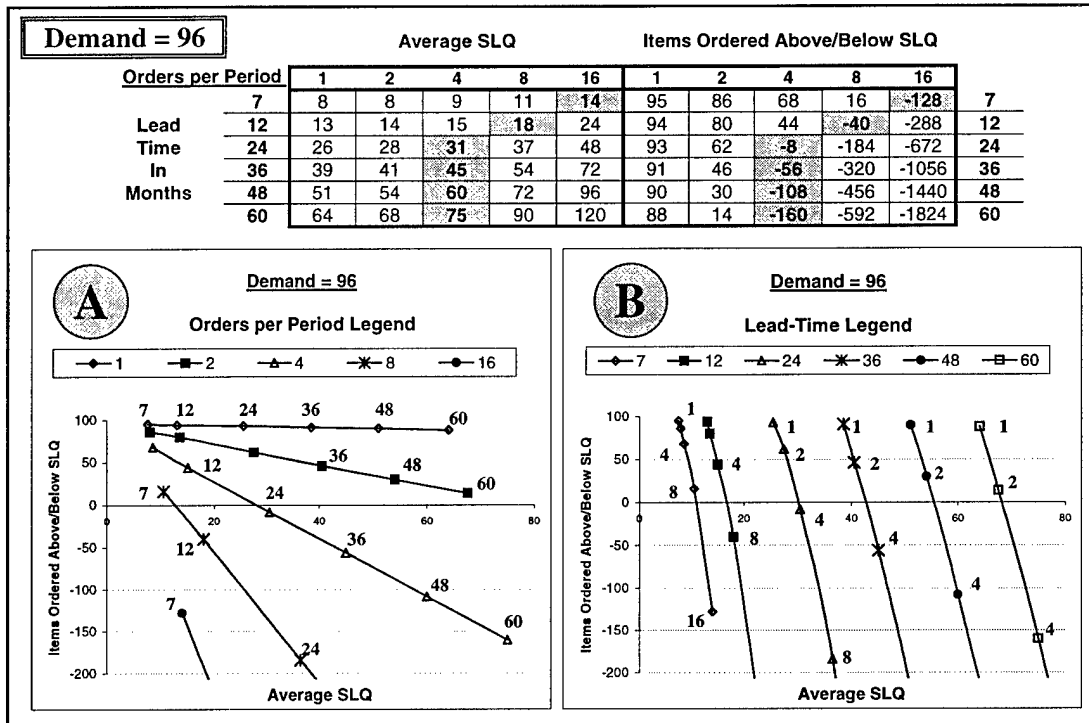 Demand = 96
Average SLQ Items Ordered Above/Below SLQ
Orders per Period 1 2 4 8 16 1 2 4 8 16
7 8 8 9 11 14 95 86 68 16 -128 7
Lead 12 13 14 15 18 24 94 80 44 -40 -288 12
Time 24 26 28 31 37 48 93 62 -8 -184 -672 24
In 36 39 41 45 54 72 91 46 -56 -320 -1056 36
Months 48 51 54 60 72 96 90 30 -108 -456 -1440 48
60 64 68 75 90 120 88 14 -160 -592 -1824 60
A
Demand = 96
Orders per Period Legend
1 2 4 8 16
Items Ordered Above/Below SLQ
100
50
0
-50
-100
-150
-200
7 12 24 36 48 60
36 48 60
12 24 36 48 60
7 12 24
7
0 20 40 60 80
Average SLQ
B
Demand = 96
Lead-Time Legend
7 12 24 36 48 60
Items Ordered Above/Below SLQ
100
50
0
-50
-100
-150
-200
1 4 8 16
4 8
1 2 4 8
1 2 4
1 2 4
1 2 4
0 20 40 60 80
Average SLQ